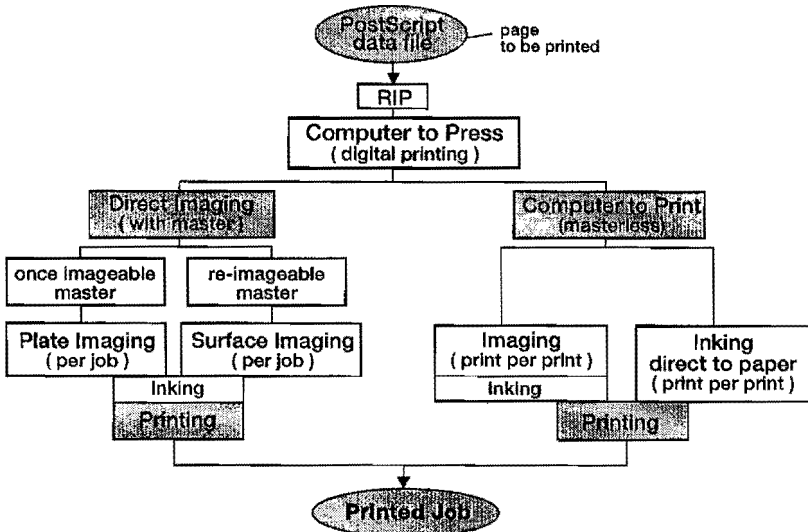 PostScript
data file
page
to be printed
RIP
Computer to Press
( digital printing )
Direct Imaging
( with master )
Computer to Print
(masterless)
once imageable
master
re-imageable
master
Plate Imaging
( per job )
Surface Imaging
( per job )
Imaging
( print per print )
Inking
direct to paper
( print per print )
Inking
Inking
Printing
Printing
Printed Job